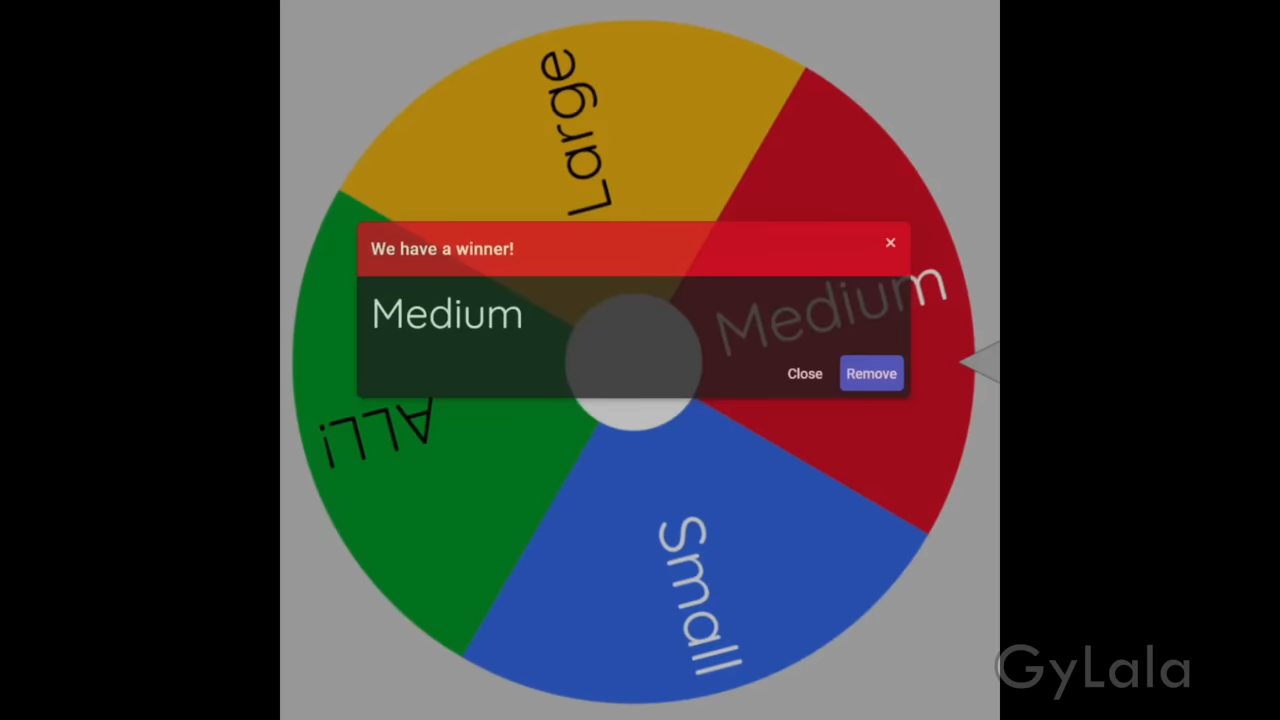 Large
We have a winner!
×
Medium
Medium
Close
Remove
ALL!
Small
GyLala